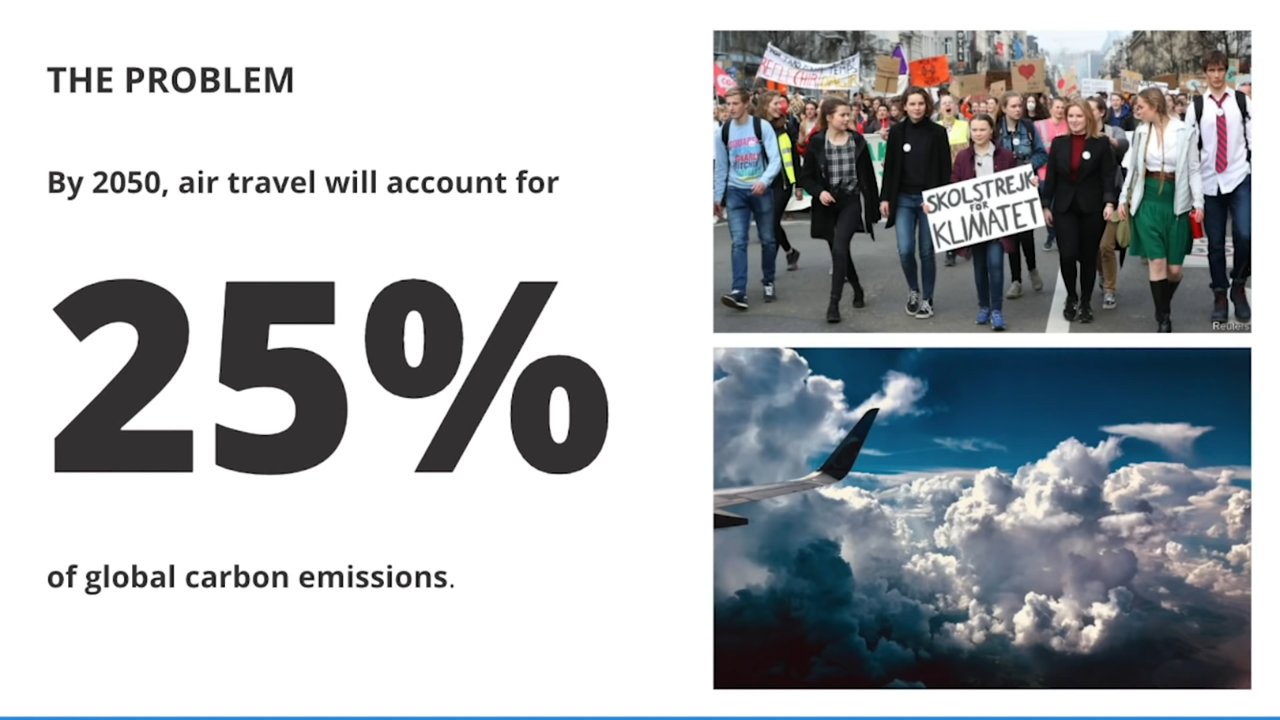 THE PROBLEM
By 2050, air travel will account for
25%
of global carbon emissions.
SKOLSTREJK
FÖR
KLIMATET
Reuters